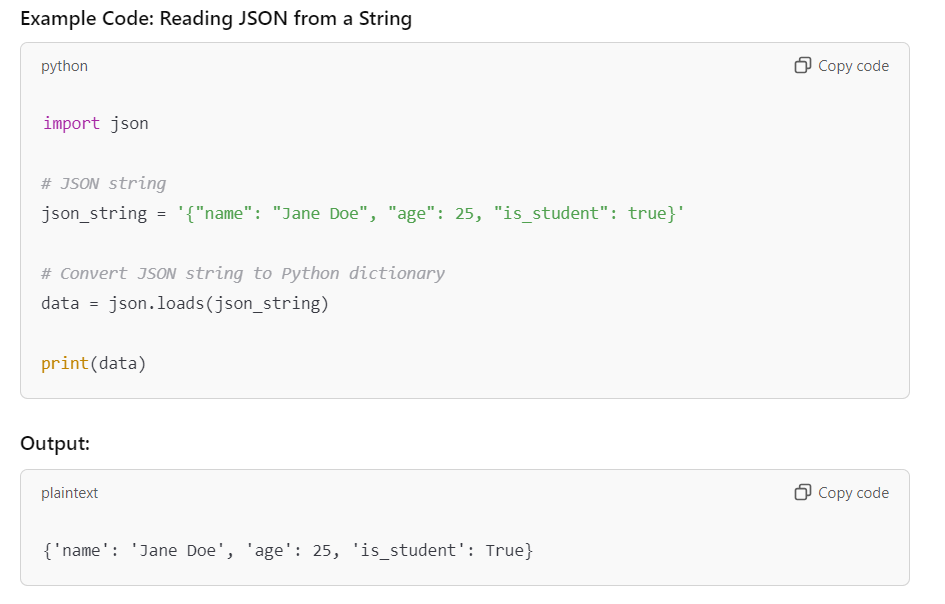 Example Code: Reading JSON from a String
python
Copy code
import json
# JSON string
json_string = '{"name": "Jane Doe", "age": 25, "is_student": true}'
# Convert JSON string to Python dictionary
data = json.loads(json_string)
print(data)
Output:
plaintext
Copy code
{'name': 'Jane Doe', 'age': 25, 'is_student': True}